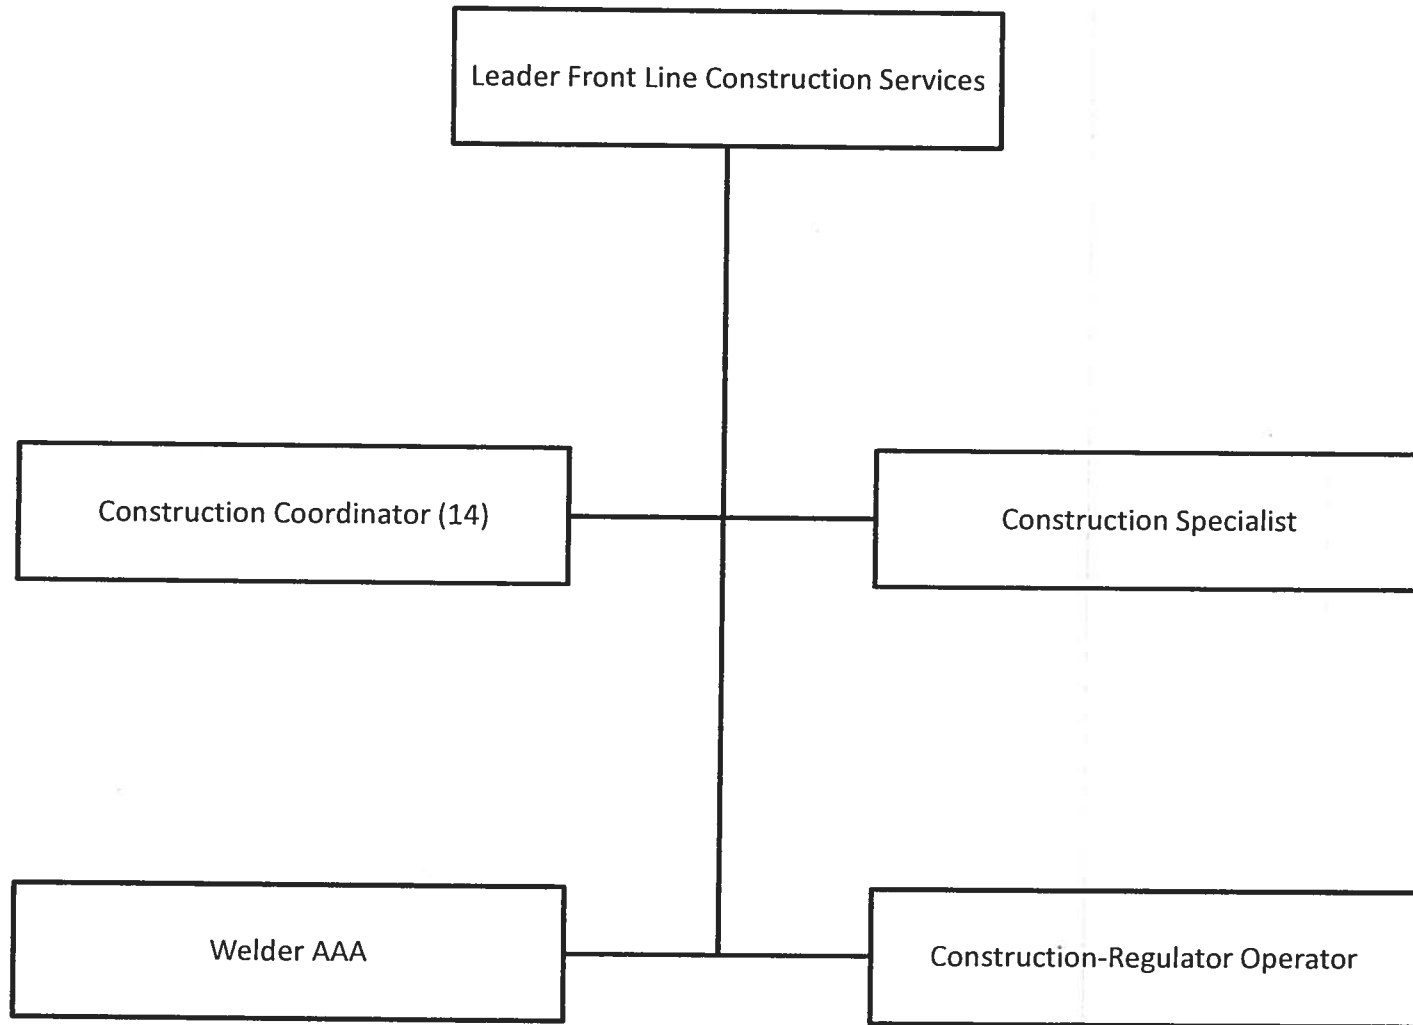 Leader Front Line Construction Services
Construction Coordinator (14)
Construction Specialist
Welder AAA
Construction-Regulator Operator